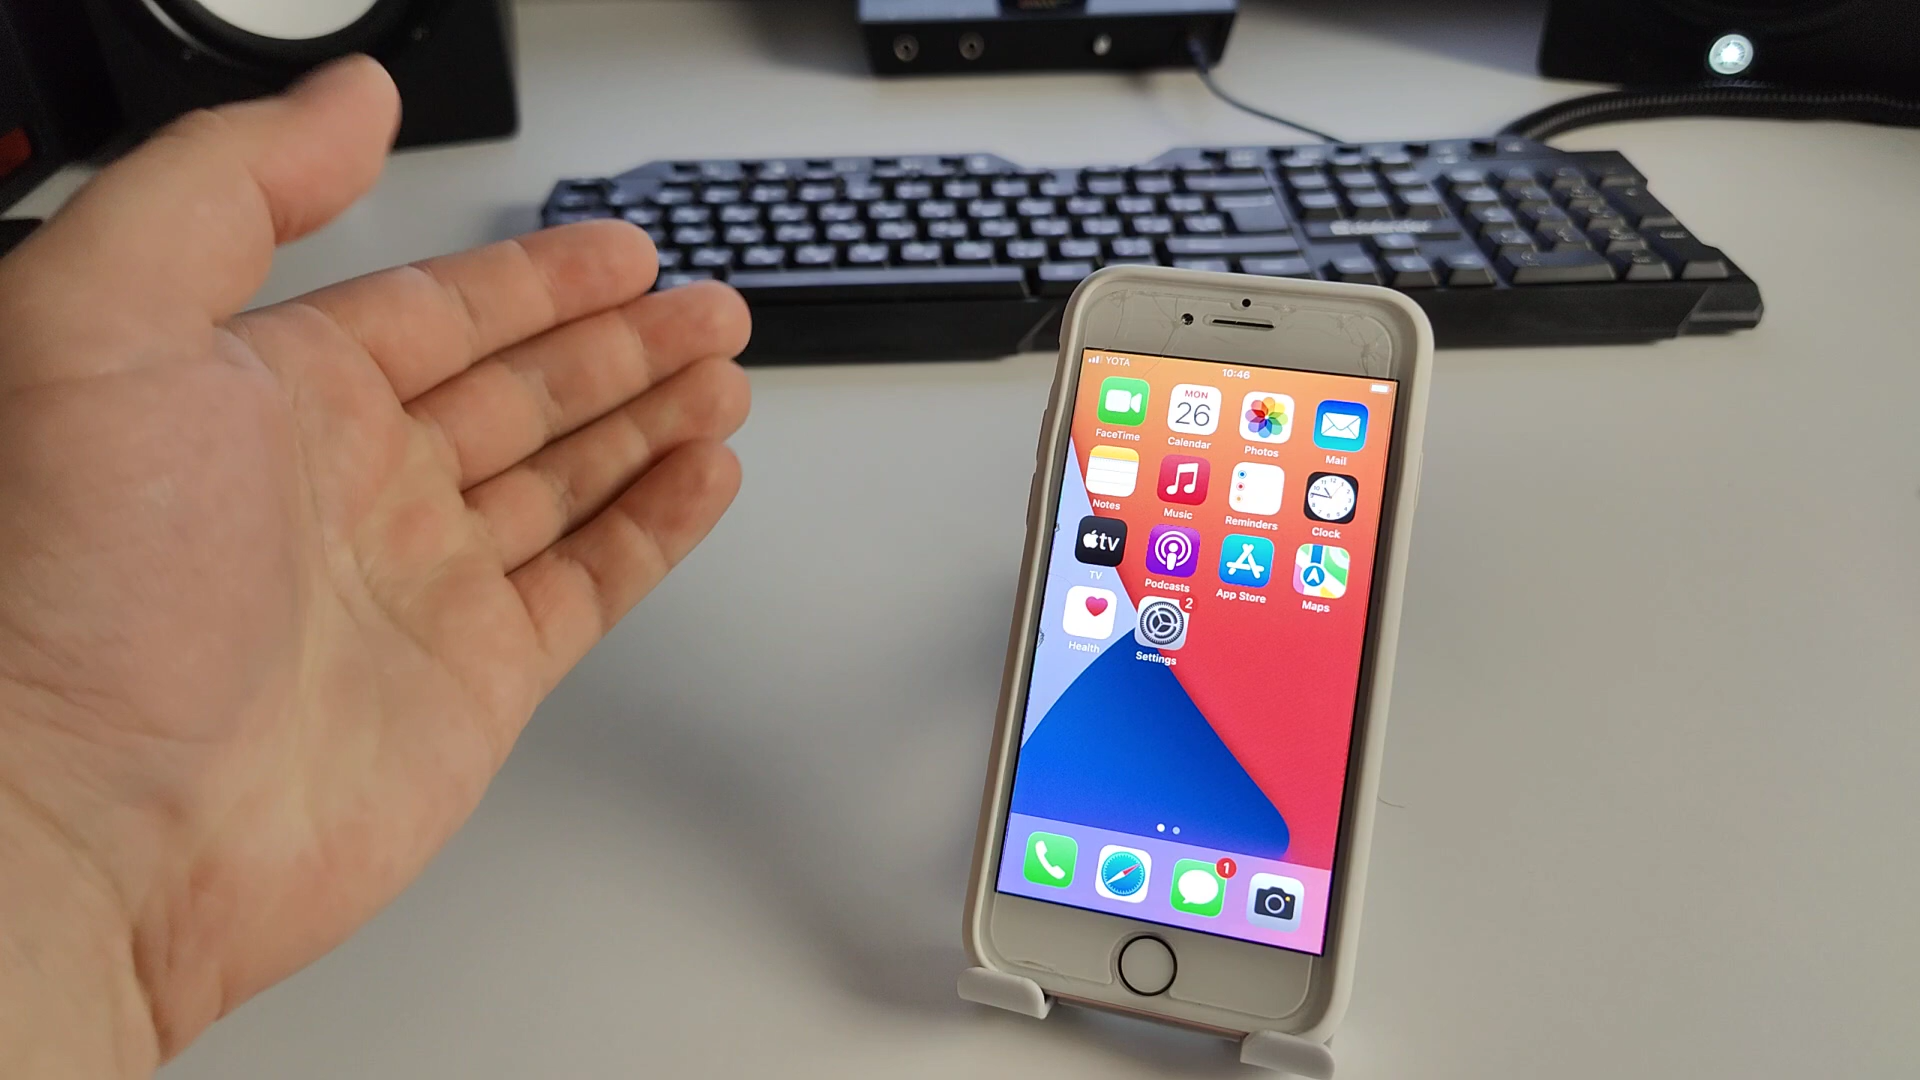 YOTA
10:46
FaceTime
MON
26
Calendar
Photos
Mail
Notes
Music
Reminders
Clock
tv
TV
Podcasts
App Store
Maps
Health
2
Settings
1